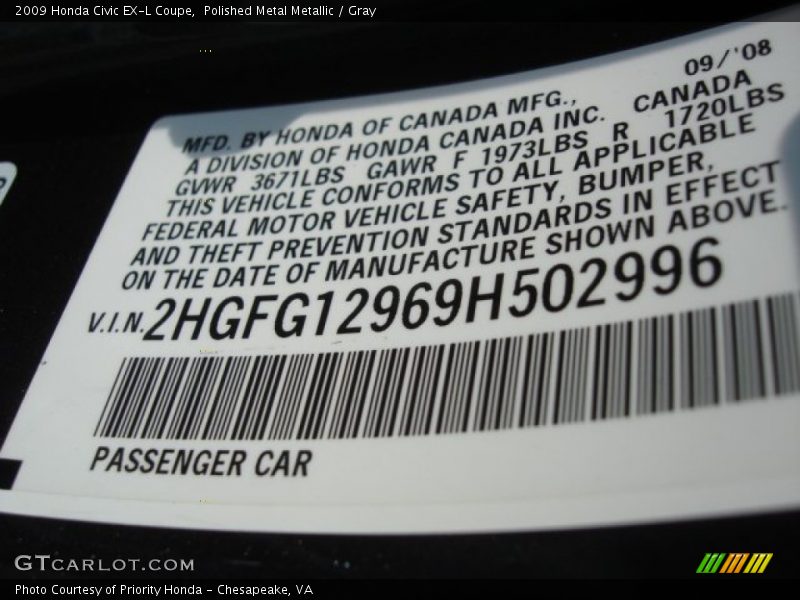 2009 Honda Civic EX-L Coupe, Polished Metal Metallic / Gray
09/'08
MFD. BY HONDA OF CANADA MFG.,
A DIVISION OF HONDA CANADA INC. CANADA
GVWR 3671LBS GAWR F 1973LBS R 1720LBS
THIS VEHICLE CONFORMS TO ALL APPLICABLE
FEDERAL MOTOR VEHICLE SAFETY, BUMPER,
AND THEFT PREVENTION STANDARDS IN EFFECT
ON THE DATE OF MANUFACTURE SHOWN ABOVE.
V.I.N. 2HGFG12969H502996
PASSENGER CAR
GTCARLOT.COM
Photo Courtesy of Priority Honda - Chesapeake, VA